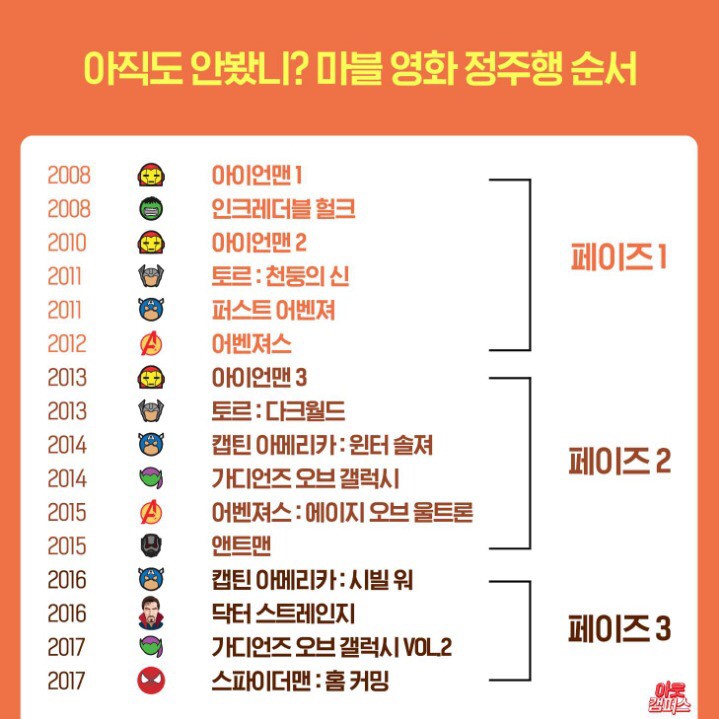 아직도 안봤니? 마블 영화 정주행 순서
2008 아이언맨 1
2008 인크레더블 헐크
2010 아이언맨 2
2011 토르 : 천둥의 신
2011 퍼스트 어벤져
2012 어벤져스
페이즈 1
2013 아이언맨 3
2013 토르 : 다크월드
2014 캡틴 아메리카 : 윈터 솔져
2014 가디언즈 오브 갤럭시
2015 어벤져스 : 에이지 오브 울트론
2015 앤트맨
페이즈 2
2016 캡틴 아메리카 : 시빌 워
2016 닥터 스트레인지
2017 가디언즈 오브 갤럭시 VOL.2
2017 스파이더맨 : 홈 커밍
페이즈 3
아웃
캠퍼스